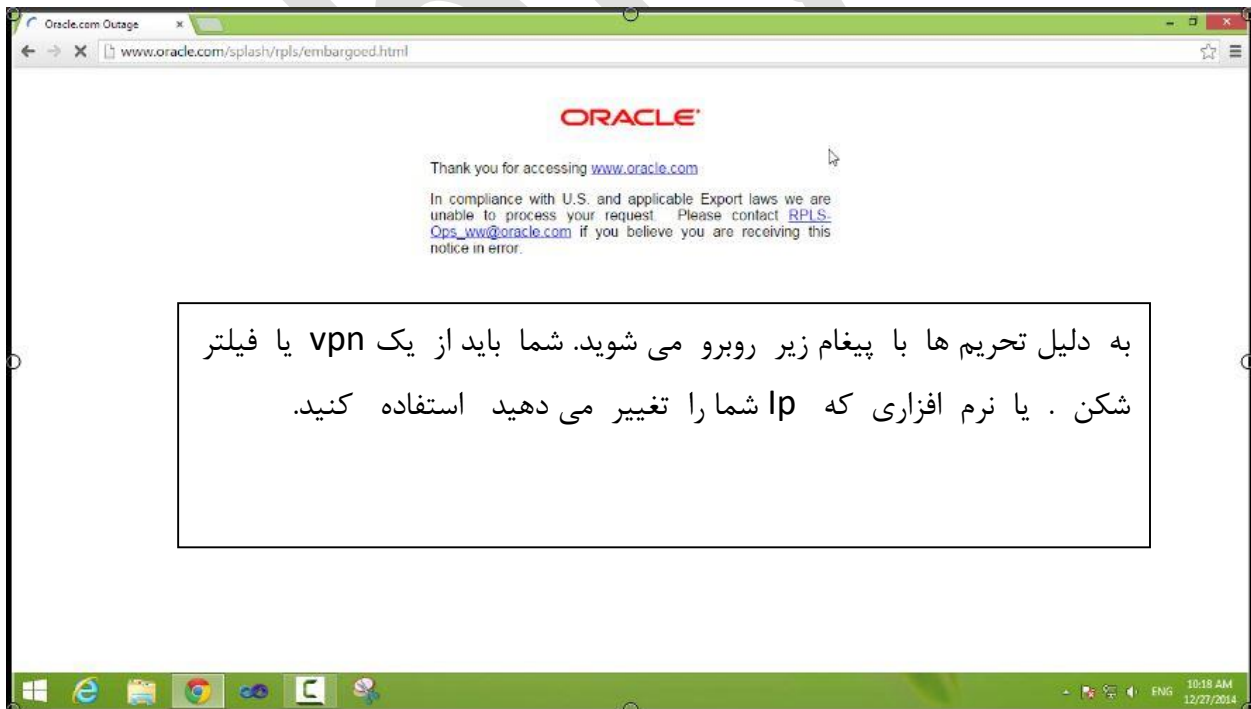 Oracle.com Outage
www.oracle.com/splash/rpls/embargoed.html
ORACLE
Thank you for accessing www.oracle.com
In compliance with U.S. and applicable Export laws we are
unable to process your request. Please contact RPLS-
Ops_ww@oracle.com if you believe you are receiving this
notice in error.
به دلیل تحریم ها با پیغام زیر روبرو می شوید. شما باید از یک vpn یا فیلتر
شکن . یا نرم افزاری که Ip شما را تغییر می دهید استفاده کنید.
ENG
10:18 AM
12/27/2014